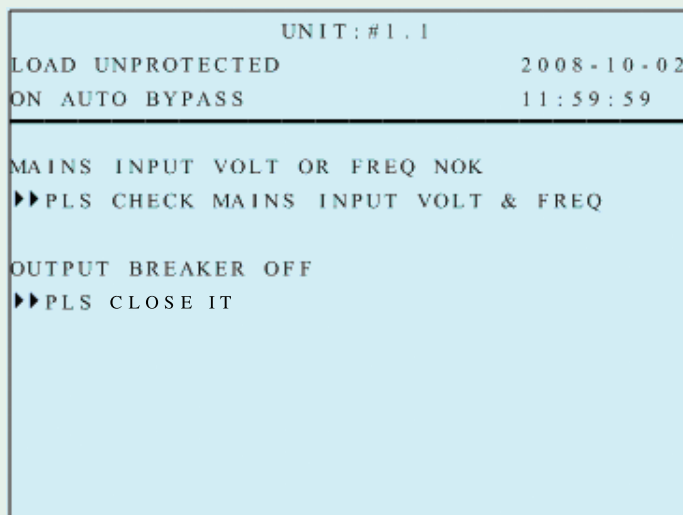 UNIT:#1.1
LOAD UNPROTECTED 2008-10-02
ON AUTO BYPASS 11:59:59
MAINS INPUT VOLT OR FREQ NOK
▶▶PLS CHECK MAINS INPUT VOLT & FREQ
OUTPUT BREAKER OFF
▶▶PLS CLOSE IT